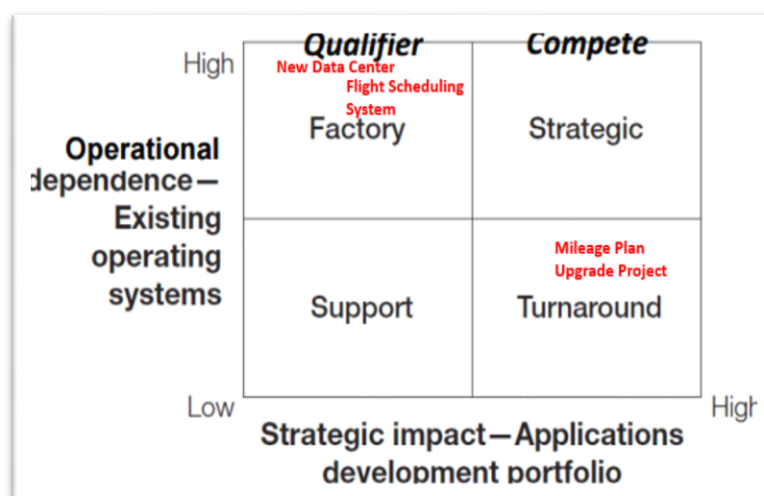 Qualifier
Compete
High
New Data Center
Flight Scheduling
System
Factory
Strategic
Operational
dependence—
Existing
operating
systems
Mileage Plan
Upgrade Project
Support
Turnaround
Low
High
Strategic impact—Applications
development portfolio